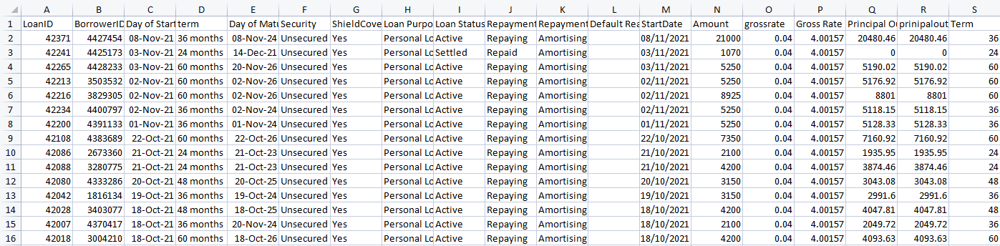 A B C D E F G H I J K L M N O P Q R S
1 LoanID BorrowerID Day of Start term Day of Matu Security ShieldCove Loan Purpo Loan Status Repayment Repayment Default Rea StartDate Amount grossrate Gross Rate Principal O prinipalout Term
2 42371 4427454 08-Nov-21 36 months 08-Nov-24 Unsecured Yes Personal Lo Active Repaying Amortising 08/11/2021 21000 0.04 4.00157 20480.46 20480.46 36
3 42241 4425173 03-Nov-21 24 months 14-Dec-21 Unsecured Yes Personal Lo Settled Repaid Amortising 03/11/2021 1070 0.04 4.00157 0 0 24
4 42265 4428233 03-Nov-21 60 months 20-Nov-26 Unsecured Yes Personal Lo Active Repaying Amortising 03/11/2021 5250 0.04 4.00157 5190.02 5190.02 60
5 42213 3503532 02-Nov-21 60 months 02-Nov-26 Unsecured Yes Personal Lo Active Repaying Amortising 02/11/2021 5250 0.04 4.00157 5176.92 5176.92 60
6 42216 3829305 02-Nov-21 60 months 02-Nov-26 Unsecured Yes Personal Lo Active Repaying Amortising 02/11/2021 8925 0.04 4.00157 8801 8801 60
7 42234 4400797 02-Nov-21 36 months 02-Nov-24 Unsecured Yes Personal Lo Active Repaying Amortising 02/11/2021 5250 0.04 4.00157 5118.15 5118.15 36
8 42200 4391133 01-Nov-21 36 months 01-Nov-24 Unsecured Yes Personal Lo Active Repaying Amortising 01/11/2021 5250 0.04 4.00157 5128.33 5128.33 36
9 42108 4383689 22-Oct-21 60 months 22-Oct-26 Unsecured Yes Personal Lo Active Repaying Amortising 22/10/2021 7350 0.04 4.00157 7160.92 7160.92 60
10 42086 2673360 21-Oct-21 24 months 21-Oct-23 Unsecured Yes Personal Lo Active Repaying Amortising 21/10/2021 2100 0.04 4.00157 1935.95 1935.95 24
11 42088 3280775 21-Oct-21 24 months 21-Oct-23 Unsecured Yes Personal Lo Active Repaying Amortising 21/10/2021 4200 0.04 4.00157 3874.46 3874.46 24
12 42080 4333286 20-Oct-21 48 months 20-Oct-25 Unsecured Yes Personal Lo Active Repaying Amortising 20/10/2021 3150 0.04 4.00157 3043.08 3043.08 48
13 42042 1816134 19-Oct-21 36 months 19-Oct-24 Unsecured Yes Personal Lo Active Repaying Amortising 19/10/2021 3150 0.04 4.00157 2991.6 2991.6 36
14 42028 3403077 18-Oct-21 48 months 18-Oct-25 Unsecured Yes Personal Lo Active Repaying Amortising 18/10/2021 4200 0.04 4.00157 4047.81 4047.81 48
15 42007 4370417 18-Oct-21 36 months 20-Nov-24 Unsecured Yes Personal Lo Active Repaying Amortising 18/10/2021 2100 0.04 4.00157 2049.72 2049.72 36
16 42018 3004210 18-Oct-21 60 months 18-Oct-26 Unsecured Yes Personal Lo Active Repaying Amortising 18/10/2021 4200 0.04 4.00157 4093.63 4093.63 60